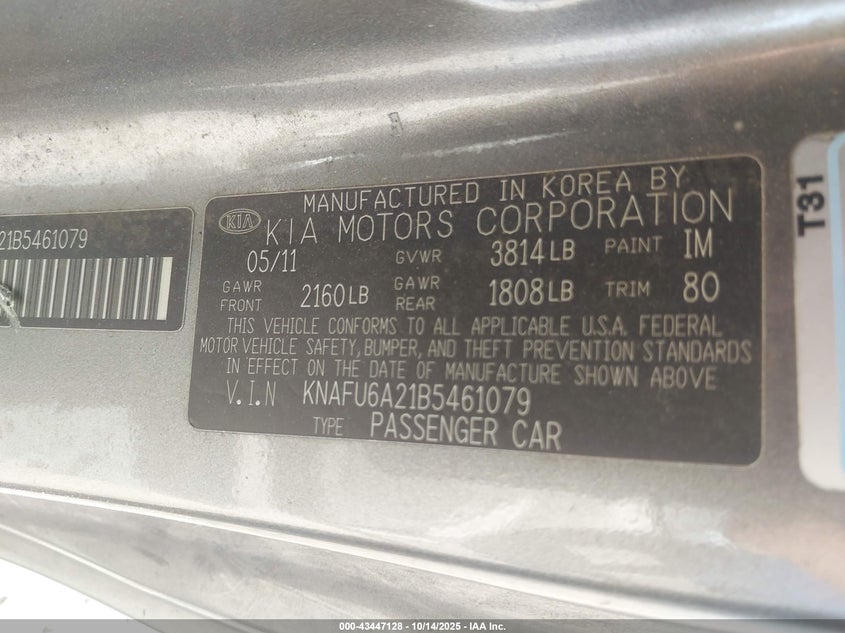 21B5461079
KIA
MANUFACTURED IN KOREA BY
KIA MOTORS CORPORATION
05/11 GVWR 3814LB PAINT IM
GAWR FRONT 2160LB GAWR REAR 1808LB TRIM 80
THIS VEHICLE CONFORMS TO ALL APPLICABLE U.S.A. FEDERAL
MOTOR VEHICLE SAFETY, BUMPER, AND THEFT PREVENTION STANDARDS
IN EFFECT ON THE DATE OF MANUFACTURE SHOWN ABOVE
V.I.N KNAFU6A21B5461079
TYPE PASSENGER CAR
T31
000-43447128 - 10/14/2025 - IAA Inc.